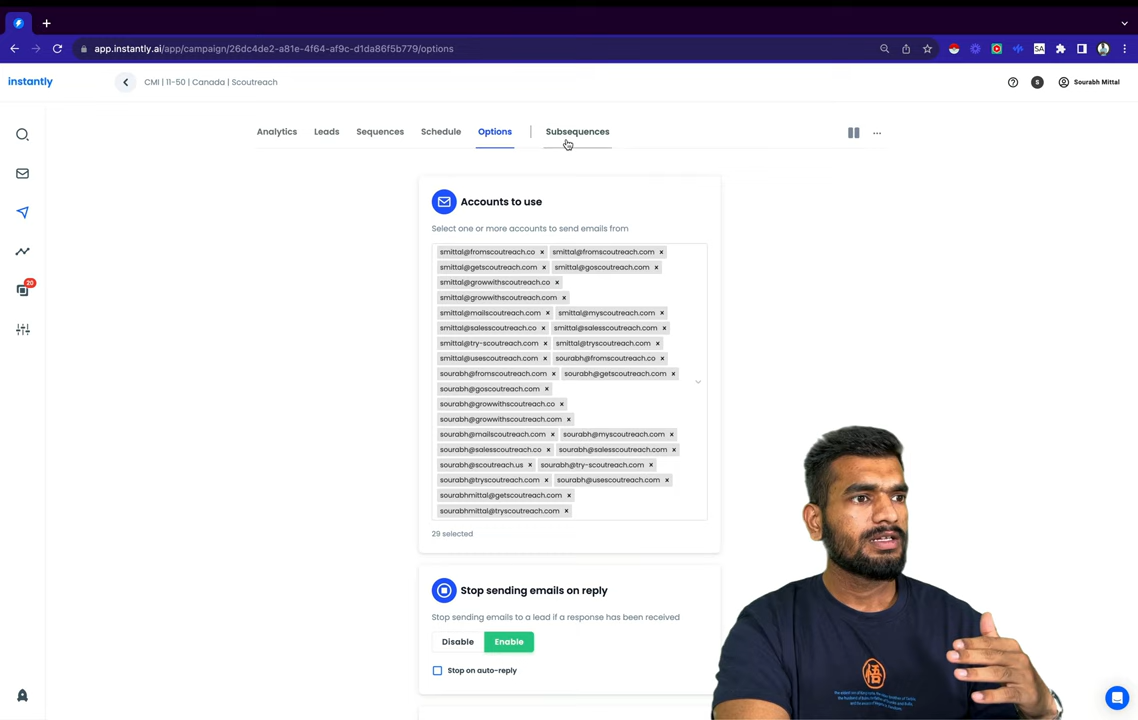 app.instantly.ai/app/campaign/26dc4de2-a81e-4f64-af9c-d1da86f5b779/options
SA
instantly
CMI | 11-50 | Canada | Scoutreach
S
Sourabh Mittal
Analytics Leads Sequences Schedule Options Subsequences
Accounts to use
Select one or more accounts to send emails from
smittal@fromscoutreach.co × smittal@fromscoutreach.com ×
smittal@getscoutreach.com × smittal@goscoutreach.com ×
smittal@growwithscoutreach.co ×
smittal@growwithscoutreach.com ×
smittal@mailscoutreach.com × smittal@myscoutreach.com ×
smittal@salesscoutreach.co × smittal@salesscoutreach.com ×
smittal@try-scoutreach.com × smittal@tryscoutreach.com ×
smittal@usescoutreach.com × sourabh@fromscoutreach.co ×
sourabh@fromscoutreach.com × sourabh@getscoutreach.com ×
sourabh@goscoutreach.com ×
sourabh@growwithscoutreach.co ×
sourabh@growwithscoutreach.com ×
sourabh@mailscoutreach.com × sourabh@myscoutreach.com ×
sourabh@salesscoutreach.co × sourabh@salesscoutreach.com ×
sourabh@scoutreach.us × sourabh@try-scoutreach.com ×
sourabh@tryscoutreach.com × sourabh@usescoutreach.com ×
sourabhmittal@getscoutreach.com ×
sourabhmittal@tryscoutreach.com ×
29 selected
20
Stop sending emails on reply
Stop sending emails to a lead if a response has been received
Disable Enable
Stop on auto-reply
悟